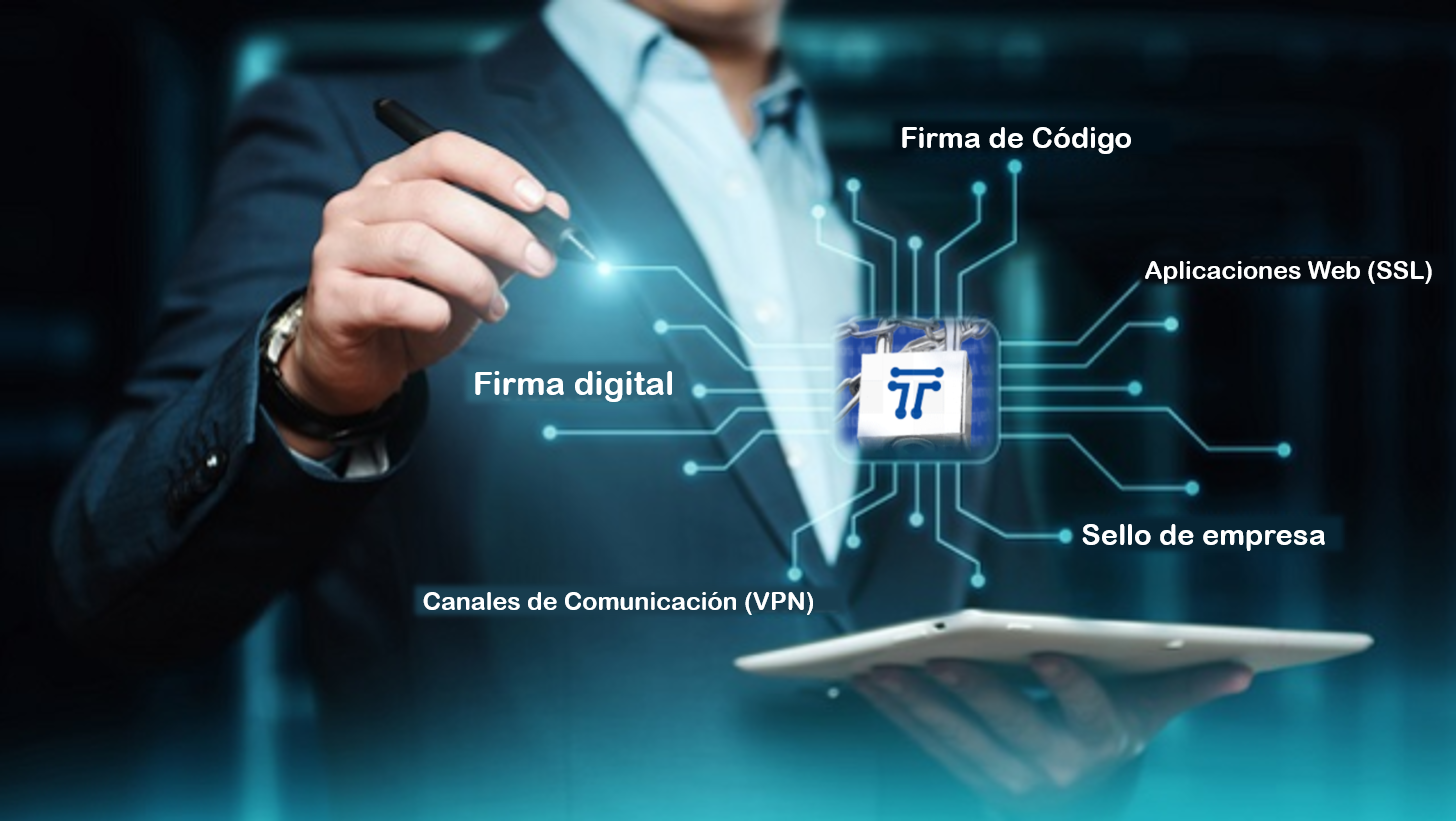 Firma de Código
Aplicaciones Web (SSL)
Firma digital
Sello de empresa
Canales de Comunicación (VPN)